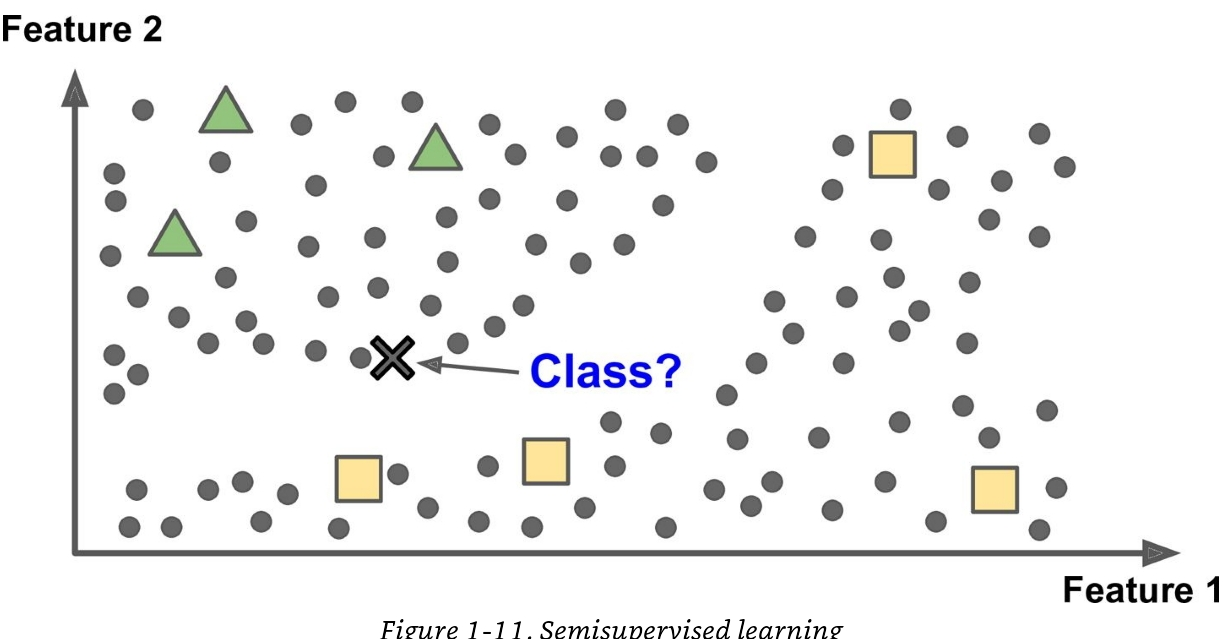 Feature 2
Class?
Feature 1
Figure 1-11. Semisupervised learning